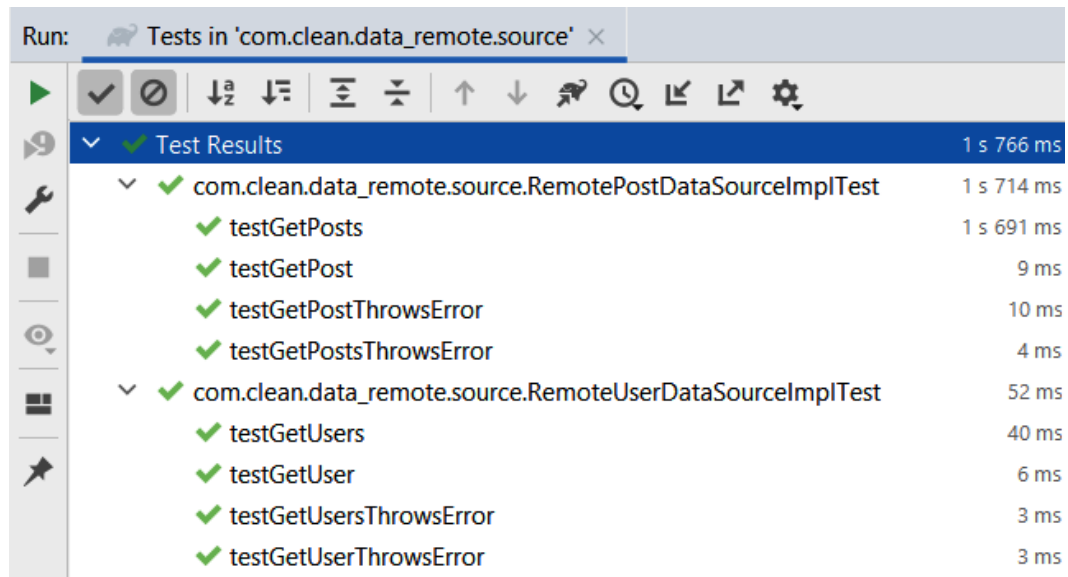 Run: Tests in 'com.clean.data_remote.source' ×
Test Results 1 s 766 ms
com.clean.data_remote.source.RemotePostDataSourceImplTest 1 s 714 ms
testGetPosts 1 s 691 ms
testGetPost 9 ms
testGetPostThrowsError 10 ms
testGetPostsThrowsError 4 ms
com.clean.data_remote.source.RemoteUserDataSourceImplTest 52 ms
testGetUsers 40 ms
testGetUser 6 ms
testGetUsersThrowsError 3 ms
testGetUserThrowsError 3 ms